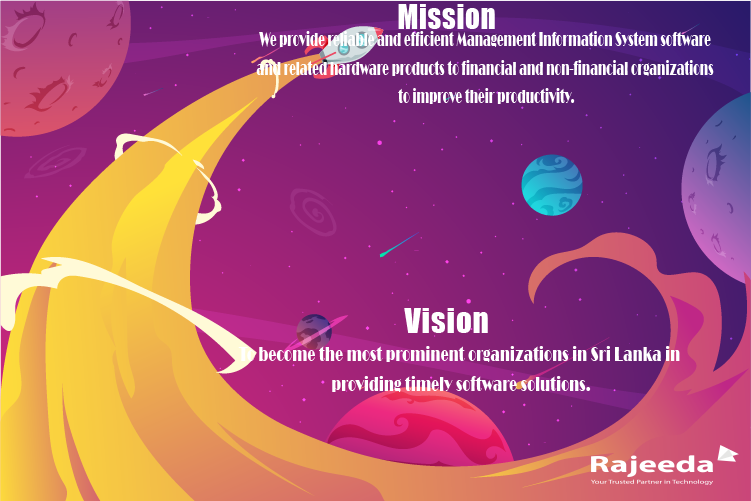 Mission
We provide reliable and efficient Management Information System software
and related hardware products to financial and non-financial organizations
to improve their productivity.
Vision
To become the most prominent organizations in Sri Lanka in
providing timely software solutions.
Rajeeda
Your Trusted Partner in Technology